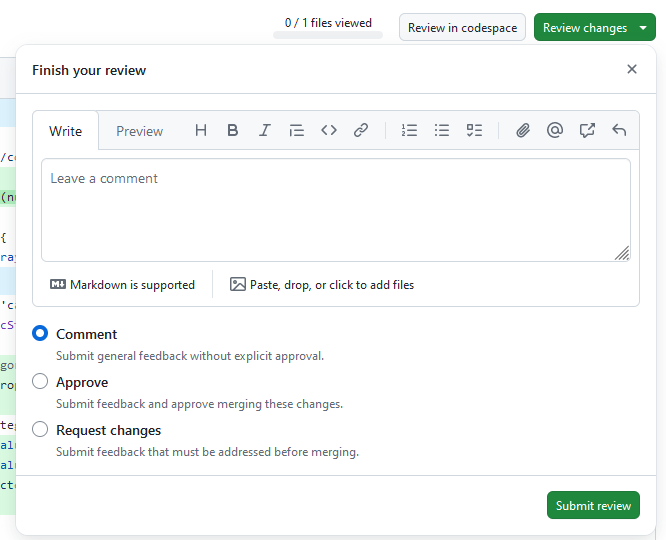 0 / 1 files viewed
Review in codespace
Review changes
Finish your review
Write
Preview
Leave a comment
Markdown is supported
Paste, drop, or click to add files
Comment
Submit general feedback without explicit approval.
Approve
Submit feedback and approve merging these changes.
Request changes
Submit feedback that must be addressed before merging.
Submit review